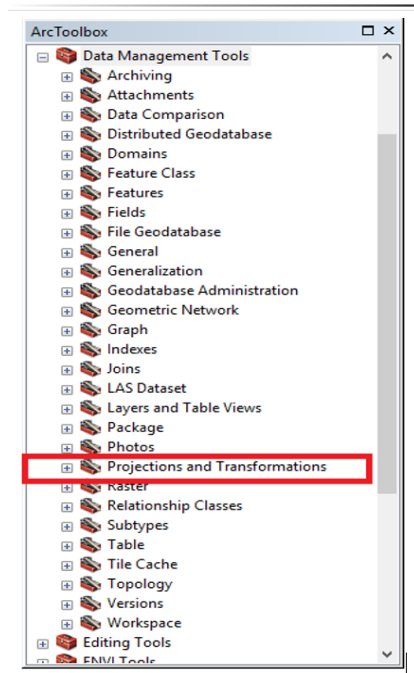 ArcToolbox
Data Management Tools
Archiving
Attachments
Data Comparison
Distributed Geodatabase
Domains
Feature Class
Features
Fields
File Geodatabase
General
Generalization
Geodatabase Administration
Geometric Network
Graph
Indexes
Joins
LAS Dataset
Layers and Table Views
Package
Photos
Projections and Transformations
Raster
Relationship Classes
Subtypes
Table
Tile Cache
Topology
Versions
Workspace
Editing Tools
ENVI Tools